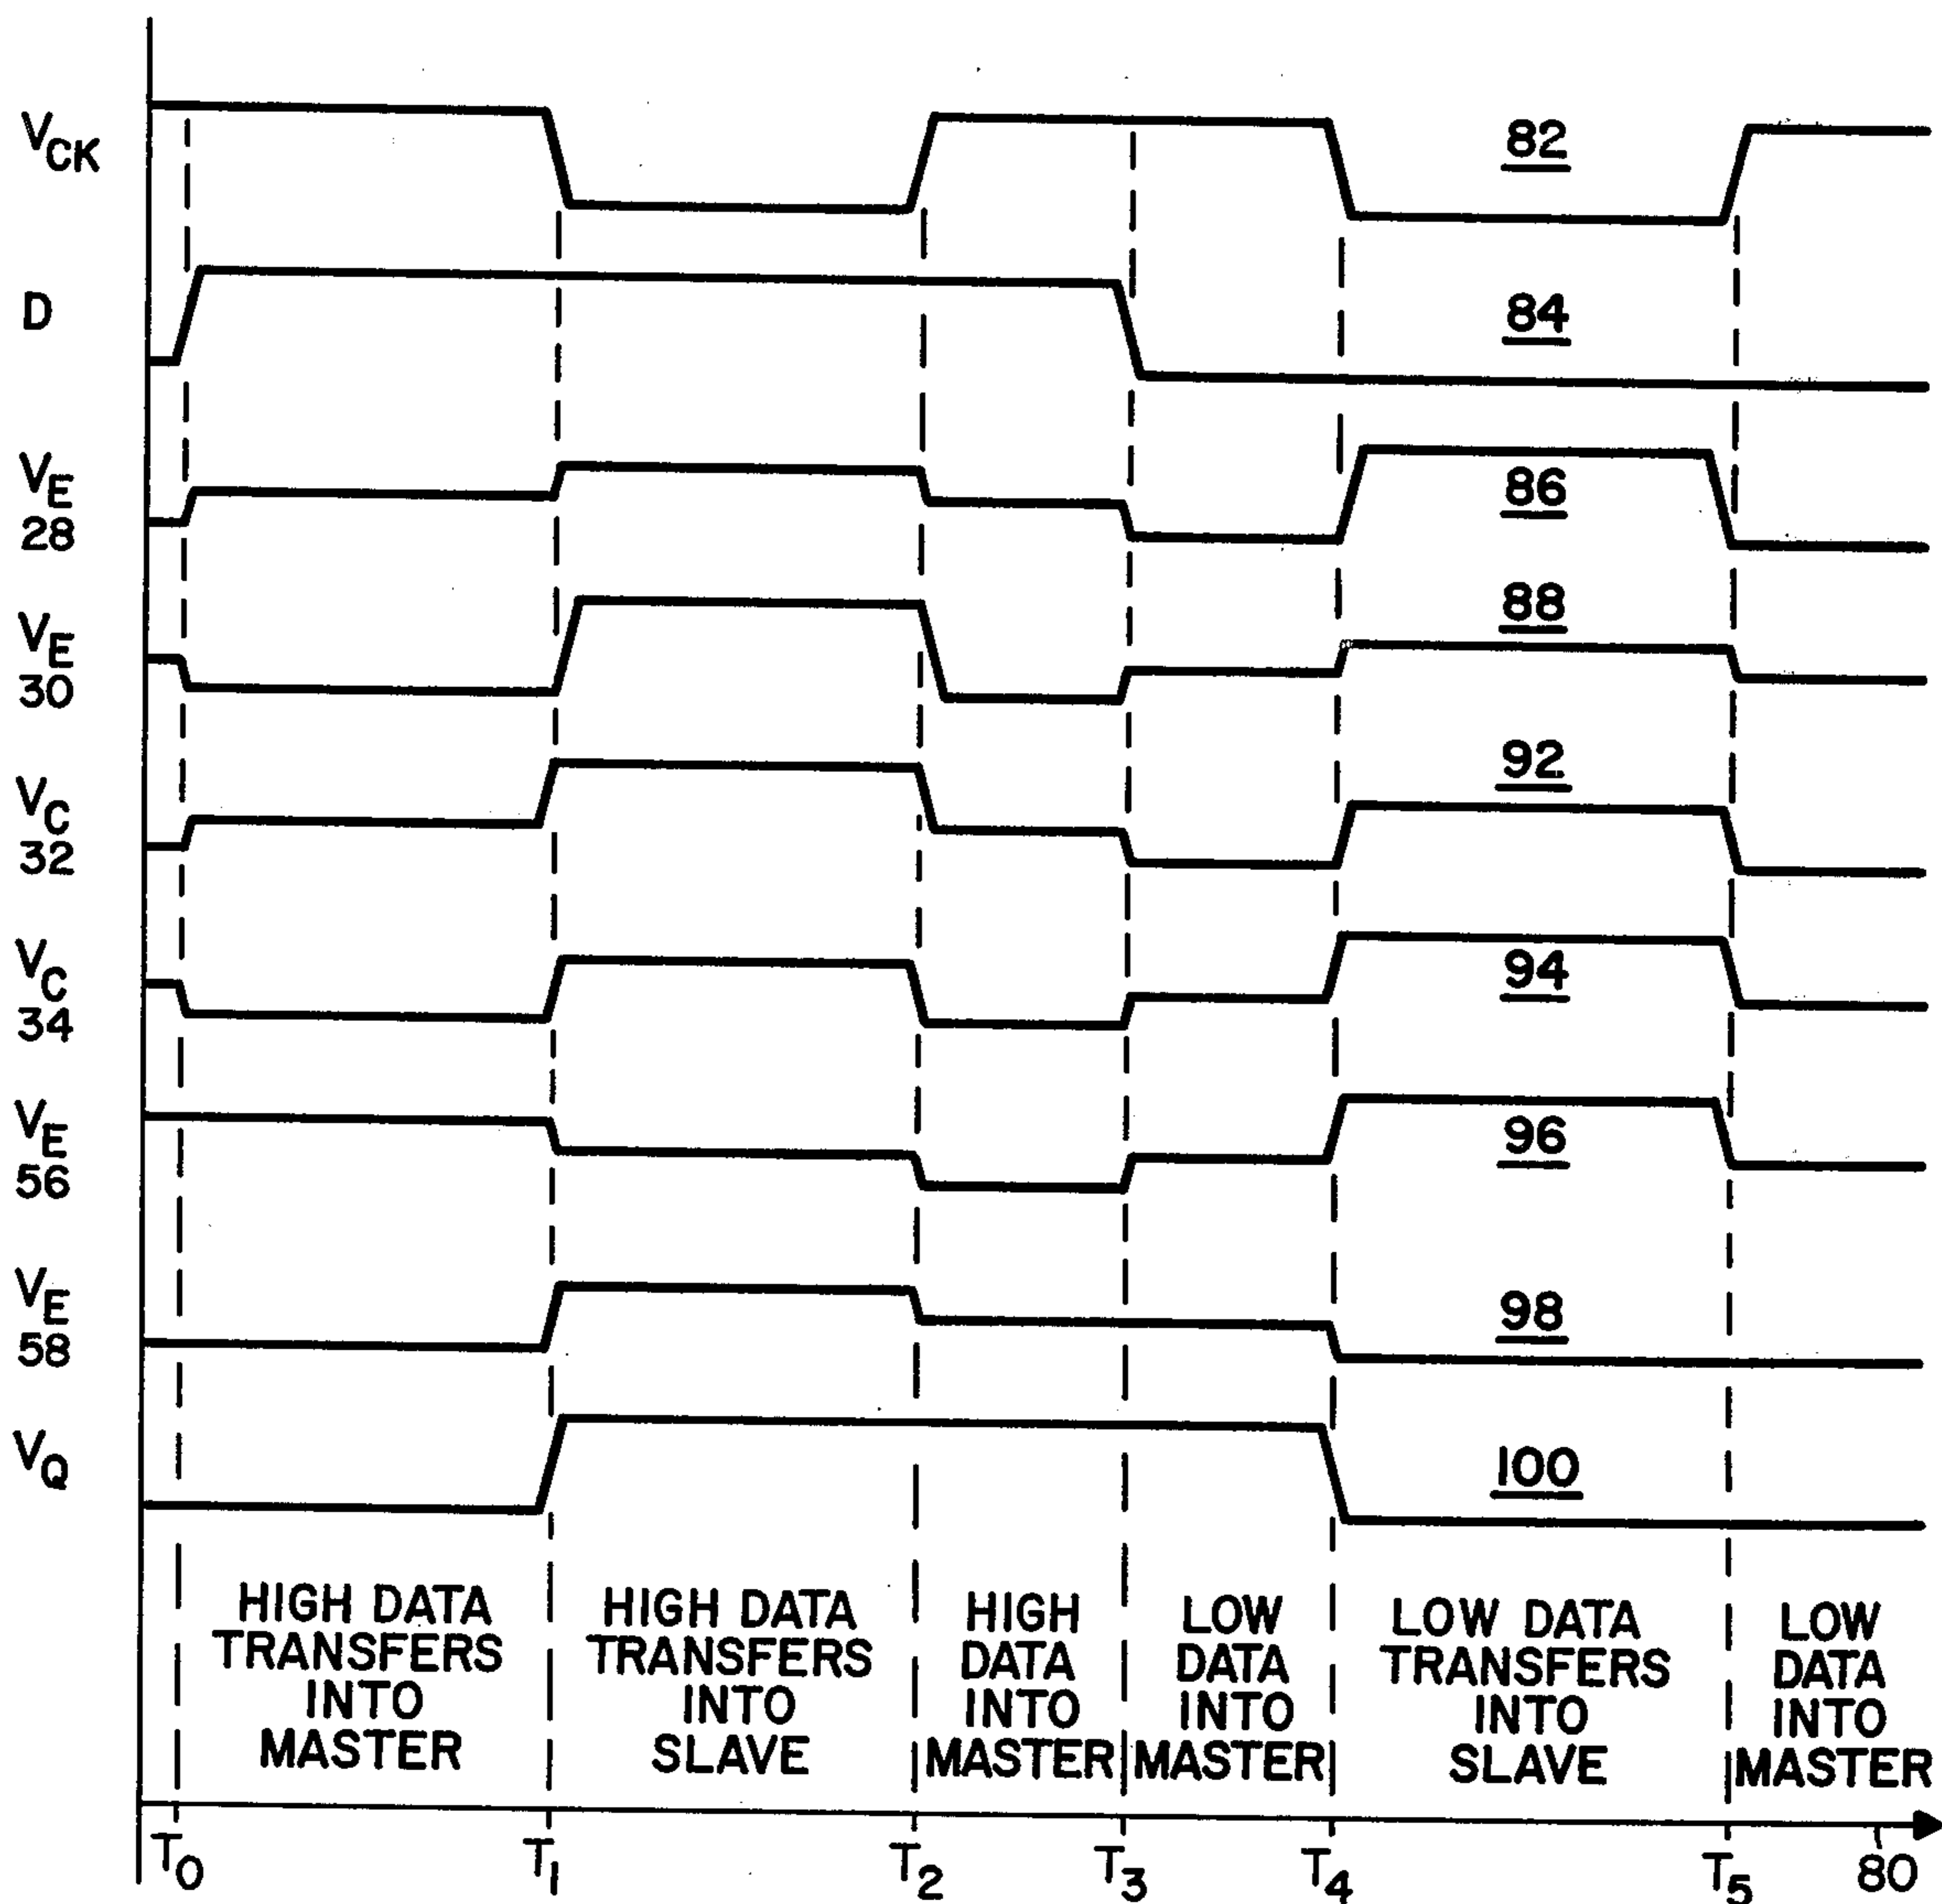 VCK
82
D
84
VE
28
86
VE
30
88
VC
32
92
VC
34
94
VE
56
96
VE
58
98
VQ
100
HIGH DATA
TRANSFERS
INTO
MASTER
HIGH DATA
TRANSFERS
INTO
SLAVE
HIGH
DATA
INTO
MASTER
LOW
DATA
INTO
MASTER
LOW DATA
TRANSFERS
INTO
SLAVE
LOW
DATA
INTO
MASTER
T0 T1 T2 T3 T4 T5 80